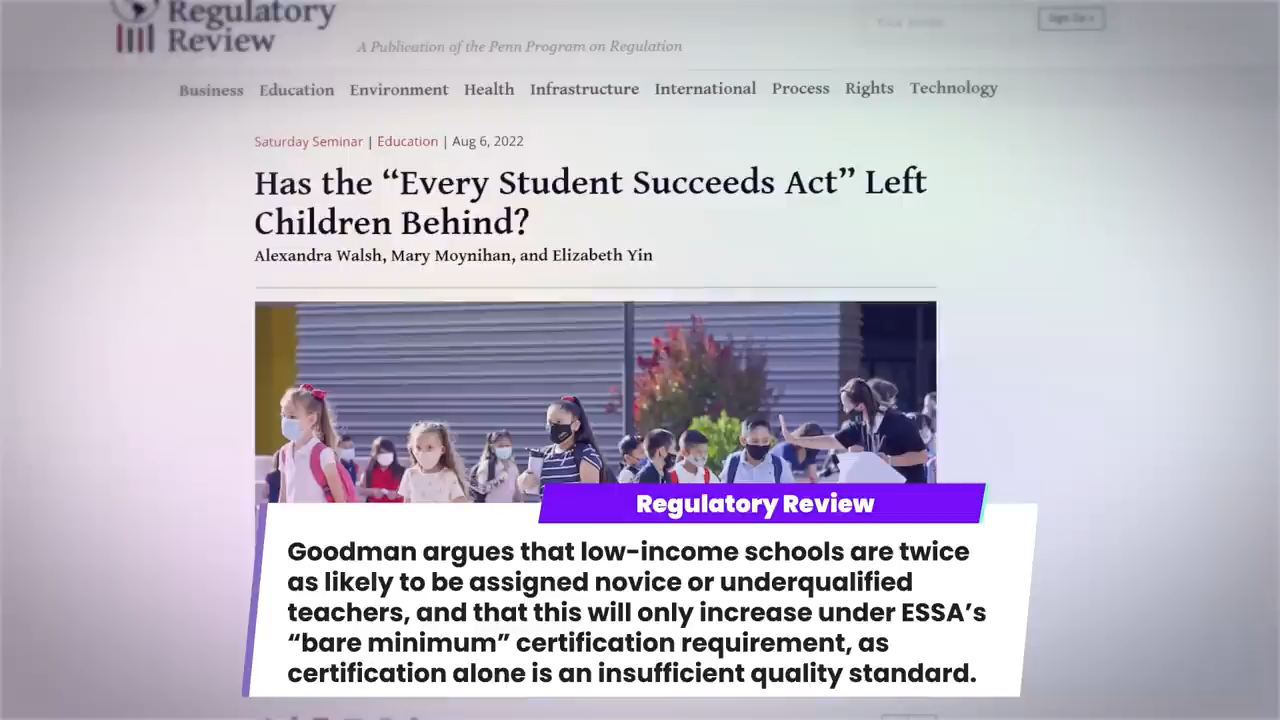 Regulatory
Review
A Publication of the Penn Program on Regulation
Your email
Sign Up
Business Education Environment Health Infrastructure International Process Rights Technology
Saturday Seminar | Education | Aug 6, 2022
Has the “Every Student Succeeds Act” Left
Children Behind?
Alexandra Walsh, Mary Moynihan, and Elizabeth Yin
Regulatory Review
Goodman argues that low-income schools are twice
as likely to be assigned novice or underqualified
teachers, and that this will only increase under ESSA’s
“bare minimum” certification requirement, as
certification alone is an insufficient quality standard.